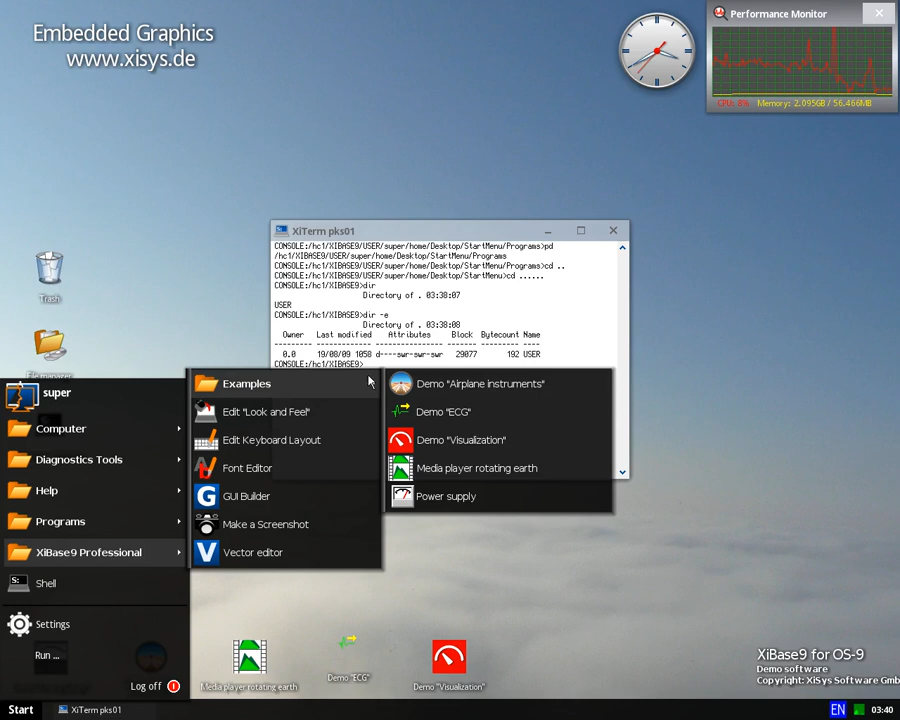 Embedded Graphics
www.xisys.de
Performance Monitor
CPU: 8% Memory: 2.095GB / 56.466MB
Trash
XiTerm pks01
CONSOLE:/hc1/XIBASE9/USER/super/home/Desktop/StartMenu/Programs>pd
/hc1/XIBASE9/USER/super/home/Desktop/StartMenu/Programs
CONSOLE:/hc1/XIBASE9/USER/super/home/Desktop/StartMenu/Programs>cd ..
CONSOLE:/hc1/XIBASE9/USER/super/home/Desktop/StartMenu>cd ......
CONSOLE:/hc1/XIBASE9>dir
Directory of . 03:38:07
USER
CONSOLE:/hc1/XIBASE9>dir -e
Directory of . 03:38:08
Owner Last modified Attributes Block Bytecount Name
0.0 19/08/09 1058 d----swr-swr-swr 29077 192 USER
CONSOLE:/hc1/XIBASE9>
super
Computer
Diagnostics Tools
Help
Programs
XiBase9 Professional
S: Shell
Settings
Run ...
Log off
Examples
Edit "Look and Feel"
Edit Keyboard Layout
Font Editor
G GUI Builder
Make a Screenshot
V Vector editor
Demo "Airplane instruments"
Demo "ECG"
Demo "Visualization"
Media player rotating earth
Power supply
Media player rotating earth
Demo "ECG"
Demo "Visualization"
XiBase9 for OS-9
Demo software
Copyright: XiSys Software Gmb
Start
XiTerm pks01
EN
03:40